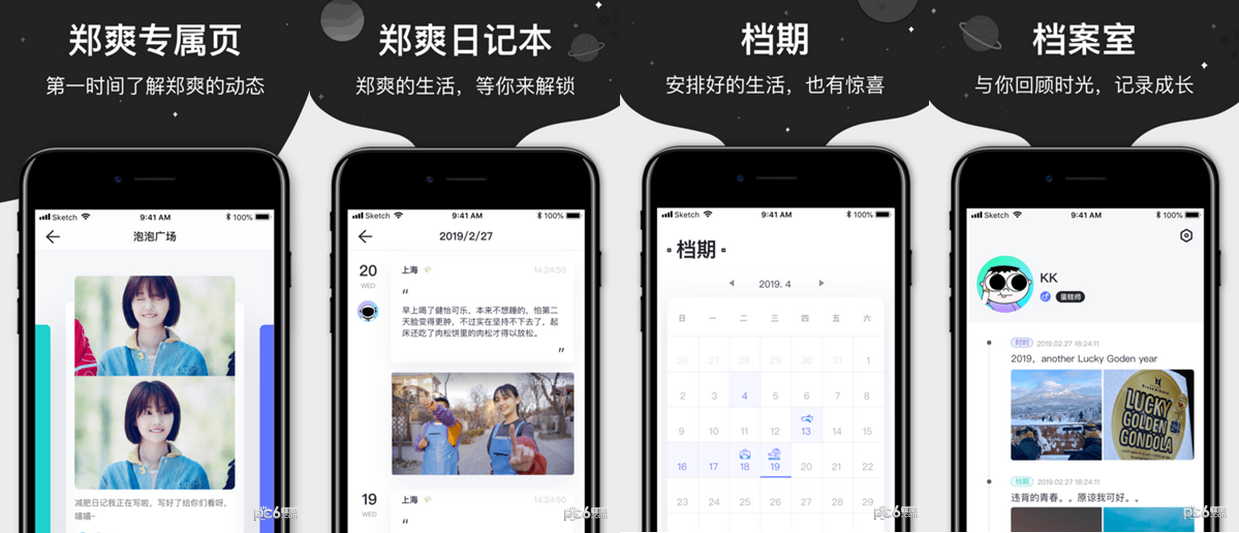 郑爽专属页
第一时间了解郑爽的动态
Sketch 9:41 AM 100%
泡泡广场
减肥日记我正在写啦，写好了给你们看呀，
嘻嘻~
郑爽日记本
郑爽的生活，等你来解锁
Sketch 9:41 AM 100%
2019/2/27
20
WED
上海 14:24:50
"
早上喝了健怡可乐，本来不想睡的，怕第二
天脸变得更肿，不过实在坚持不下去了，起
床还吃了肉松饼里的肉松才得以放松。
"
上海 14:24:50
19
WED
上海 14:24:50
"
档期
安排好的生活，也有惊喜
Sketch 9:41 AM 100%
档期
2019. 4
日 一 二 三 四 五 六
26 27 28 29 30 31 1
2 3 4 5 6 7 8
9 10 11 12 13 14 15
16 17 18 19 20 21 22
23 24 25 26 27 28 29
档案室
与你回顾时光，记录成长
Sketch 9:41 AM 100%
KK
蛋糕师
时时 2019.02.27 18:24:11
2019，another Lucky Goden year
LUCKY
GOLDEN
GONDOLA
档期 2019.02.27 18:24:11
违背的青春。。原谅我可好。。